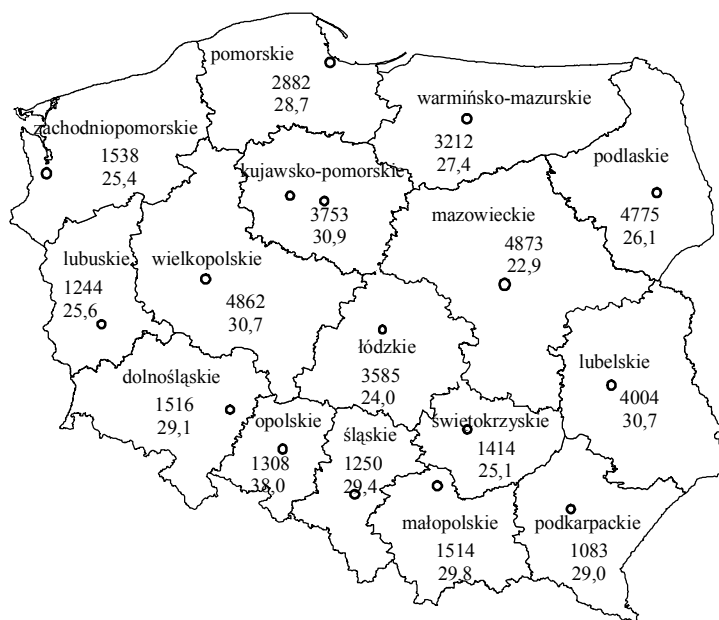 pomorskie
2882
28,7
warmińsko-mazurskie
3212
27,4
zachodniopomorskie
1538
25,4
kujawsko-pomorskie
3753
30,9
podlaskie
4775
26,1
mazowieckie
4873
22,9
lubuskie
1244
25,6
wielkopolskie
4862
30,7
łódzkie
3585
24,0
lubelskie
4004
30,7
dolnośląskie
1516
29,1
opolskie
1308
38,0
śląskie
1250
29,4
świętokrzyskie
1414
25,1
małopolskie
1514
29,8
podkarpackie
1083
29,0